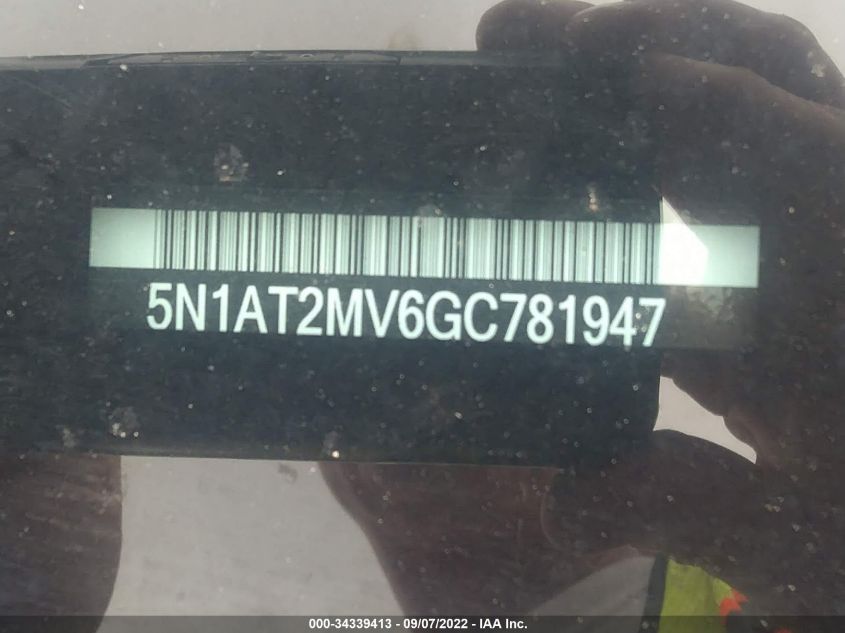 5N1AT2MV6GC781947
000-34339413 - 09/07/2022 - IAA Inc.